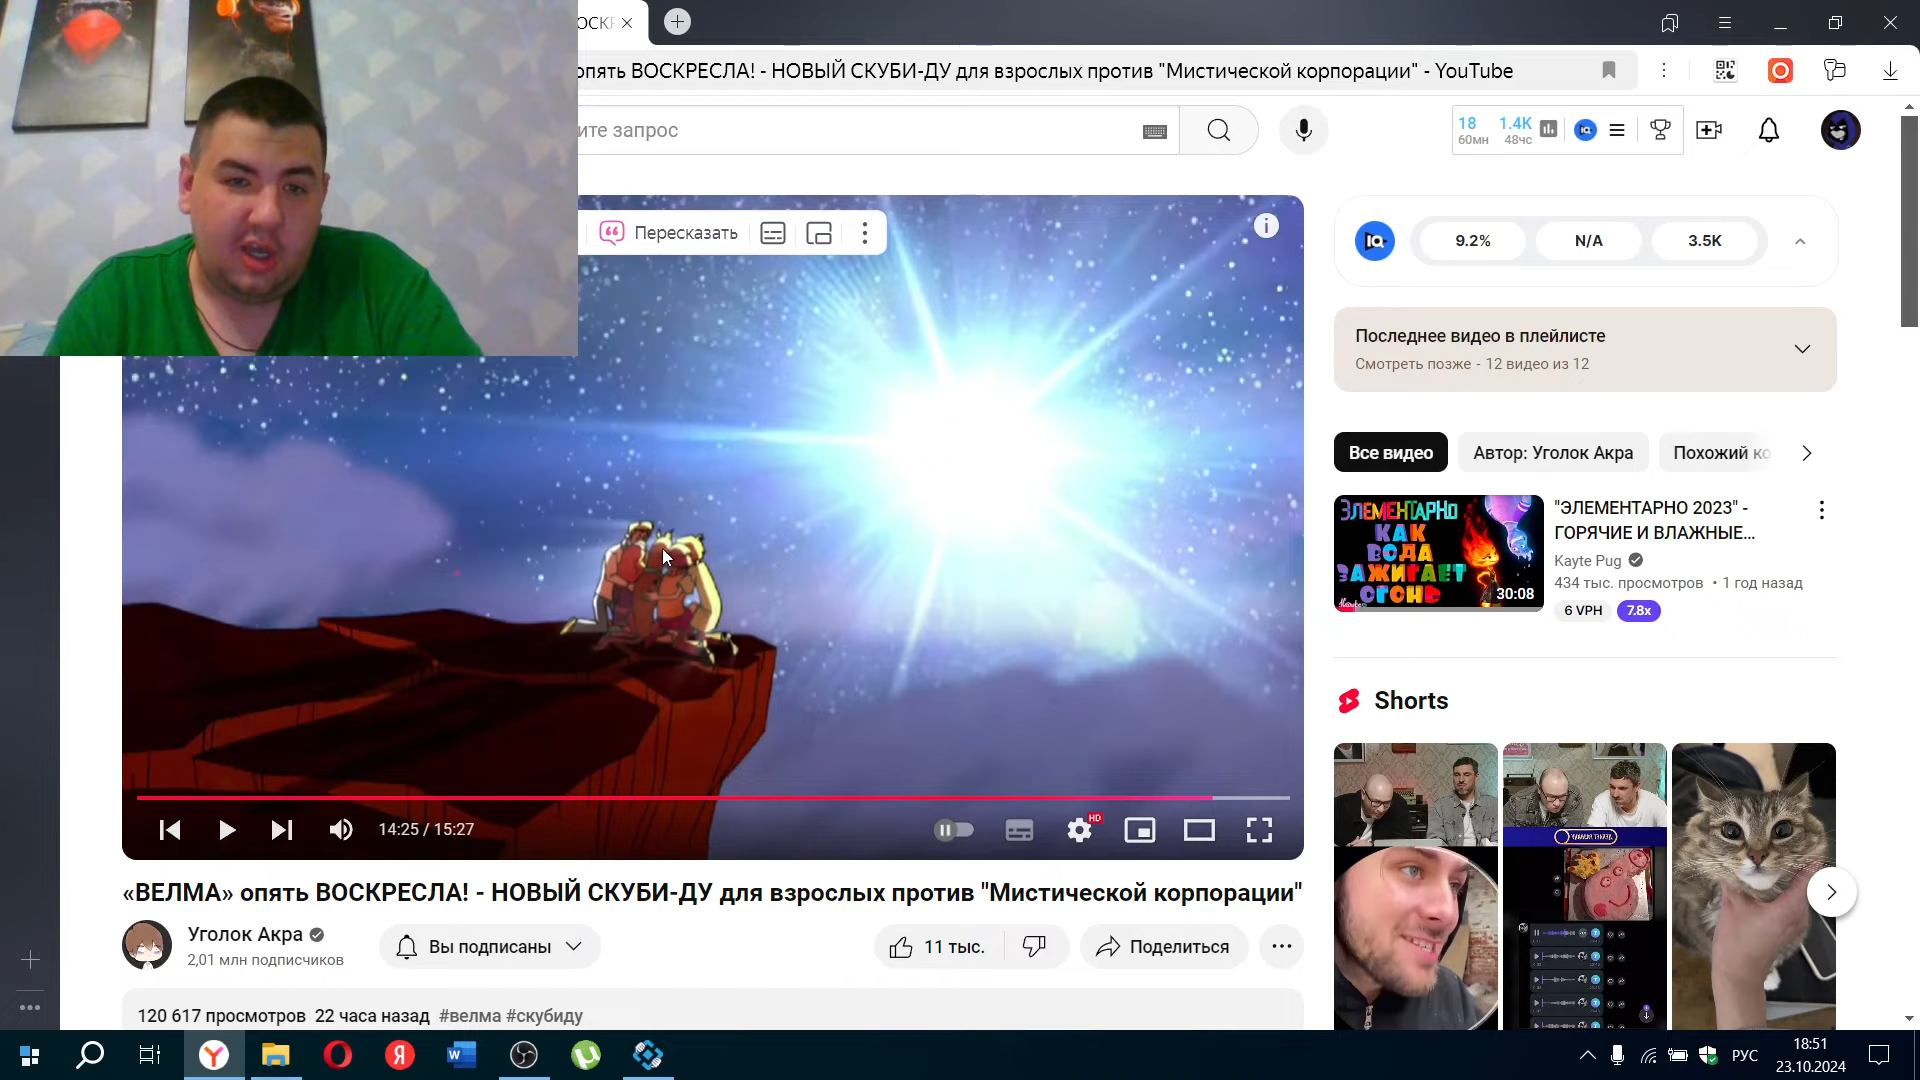 ОСК
опять ВОСКРЕСЛА! - НОВЫЙ СКУБИ-ДУ для взрослых против "Мистической корпорации" - YouTube
ите запрос
18
60мн
1.4K
48чс
Пересказать
9.2%
N/A
3.5K
Последнее видео в плейлисте
Смотреть позже - 12 видео из 12
Все видео
Автор: Уголок Акра
Похожий ко
ЭЛЕМЕНТАРНО
КАК
ВОДА
ЗАЖИГАЕТ
ОГОНЬ
30:08
"ЭЛЕМЕНТАРНО 2023" -
ГОРЯЧИЕ И ВЛАЖНЫЕ...
Kayte Pug
434 тыс. просмотров • 1 год назад
6 VPH
7.8x
Shorts
14:25 / 15:27
HD
«ВЕЛМА» опять ВОСКРЕСЛА! - НОВЫЙ СКУБИ-ДУ для взрослых против "Мистической корпорации"
Уголок Акра
2,01 млн подписчиков
Вы подписаны
11 тыс.
Поделиться
120 617 просмотров 22 часа назад #велма #скубиду
РУС
18:51
23.10.2024